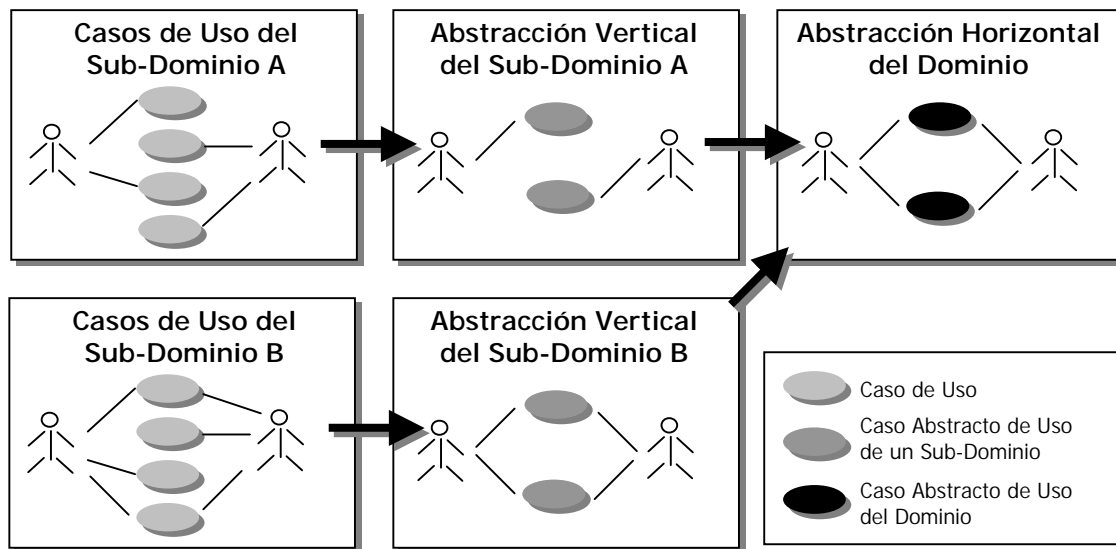 Casos de Uso del
Sub-Dominio A
Abstracción Vertical
del Sub-Dominio A
Abstracción Horizontal
del Dominio
Casos de Uso del
Sub-Dominio B
Abstracción Vertical
del Sub-Dominio B
Caso de Uso
Caso Abstracto de Uso
de un Sub-Dominio
Caso Abstracto de Uso
del Dominio